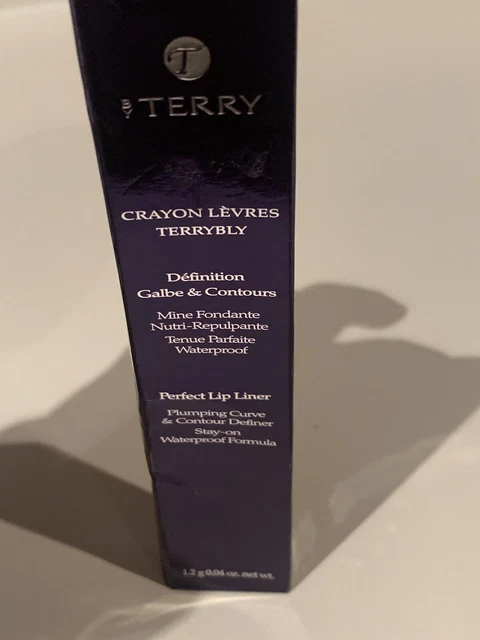 T
BY TERRY
CRAYON LÈVRES
TERRYBLY
Définition
Galbe & Contours
Mine Fondante
Nutri-Repulpante
Tenue Parfaite
Waterproof
Perfect Lip Liner
Plumping Curve
& Contour Definer
Stay-on
Waterproof Formula
1.2 g 0.04 oz. net wt.